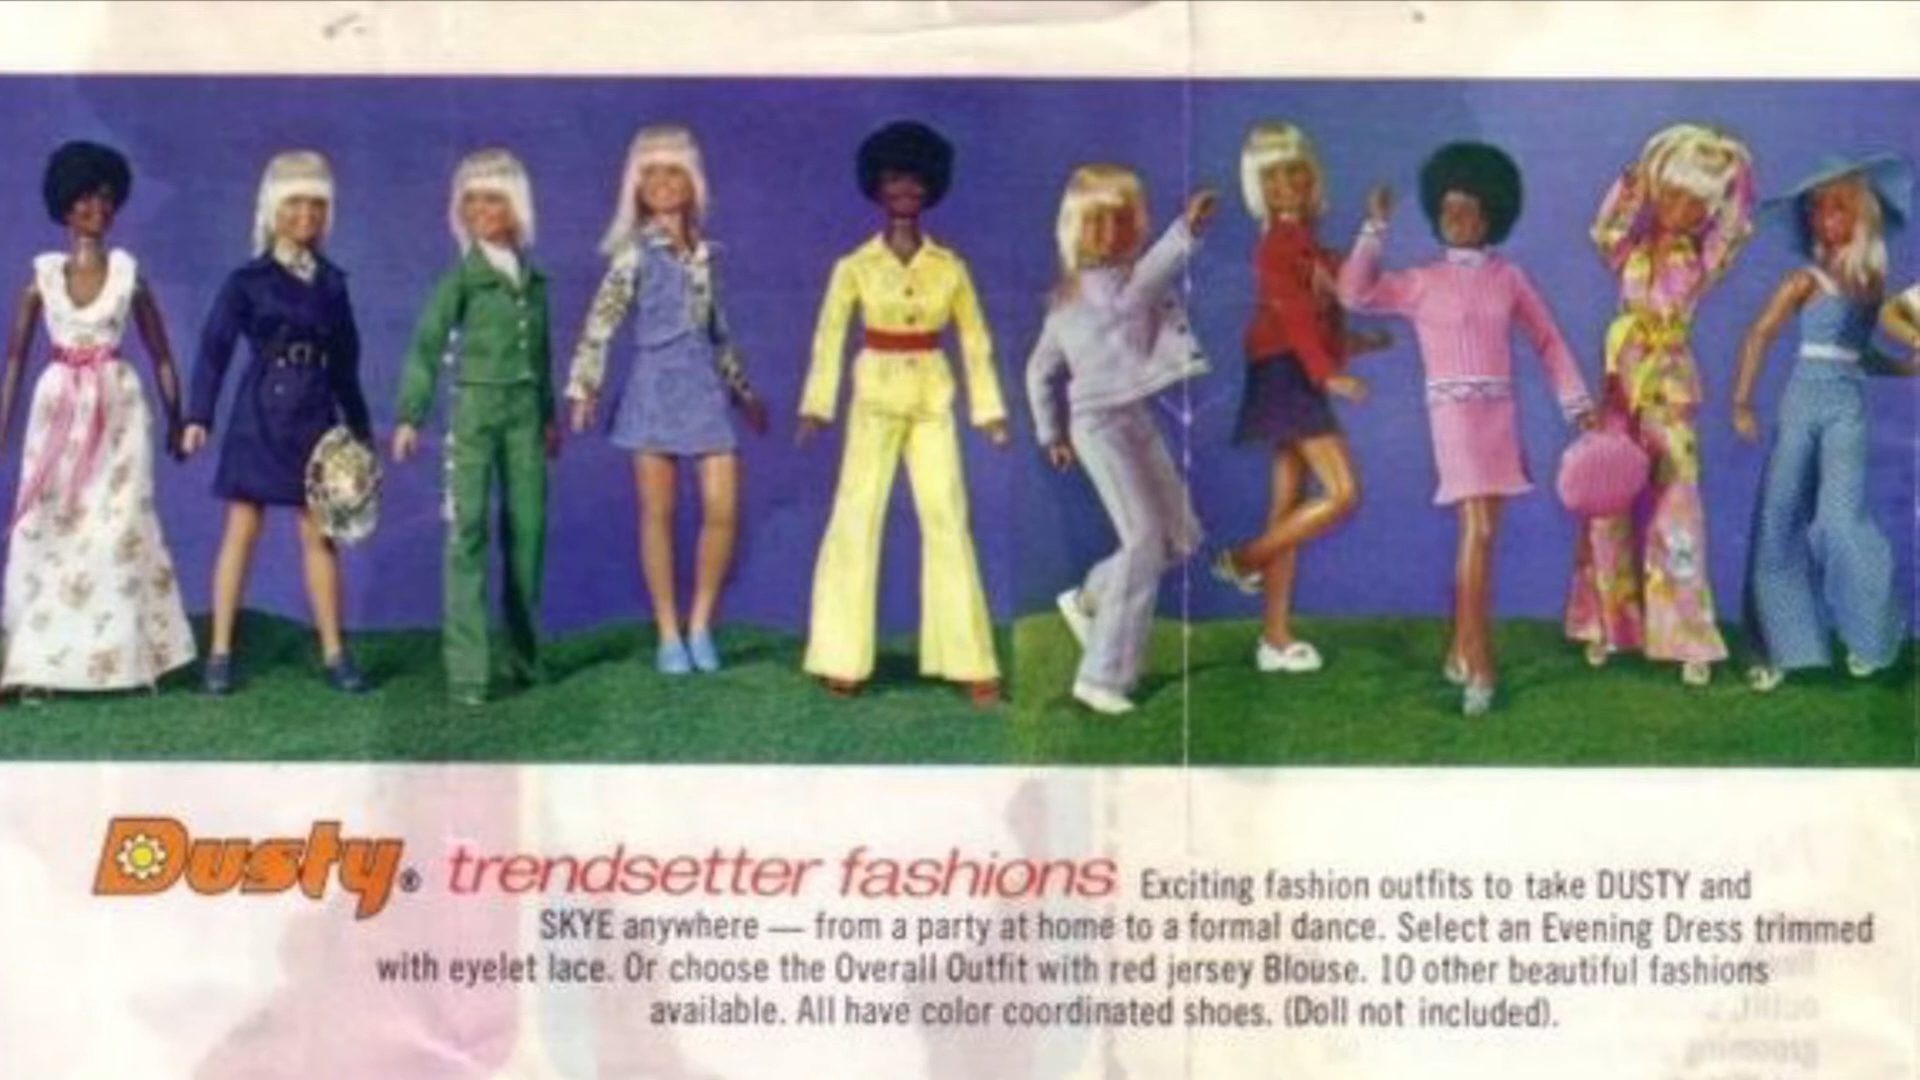 Dusty® trendsetter fashions Exciting fashion outfits to take DUSTY and
SKYE anywhere — from a party at home to a formal dance. Select an Evening Dress trimmed
with eyelet lace. Or choose the Overall Outfit with red jersey Blouse. 10 other beautiful fashions
available. All have color coordinated shoes. (Doll not included).